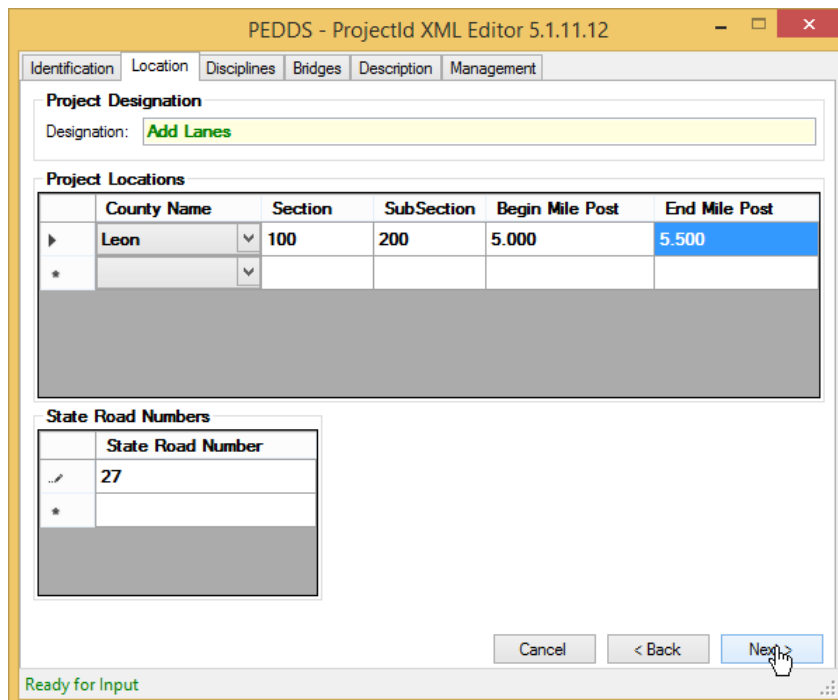 PEDDS - ProjectId XML Editor 5.1.11.12
Identification Location Disciplines Bridges Description Management
Project Designation
Designation: Add Lanes
Project Locations
County Name Section SubSection Begin Mile Post End Mile Post
Leon 100 200 5.000 5.500
*
State Road Numbers
State Road Number
27
*
Cancel < Back Next >
Ready for Input